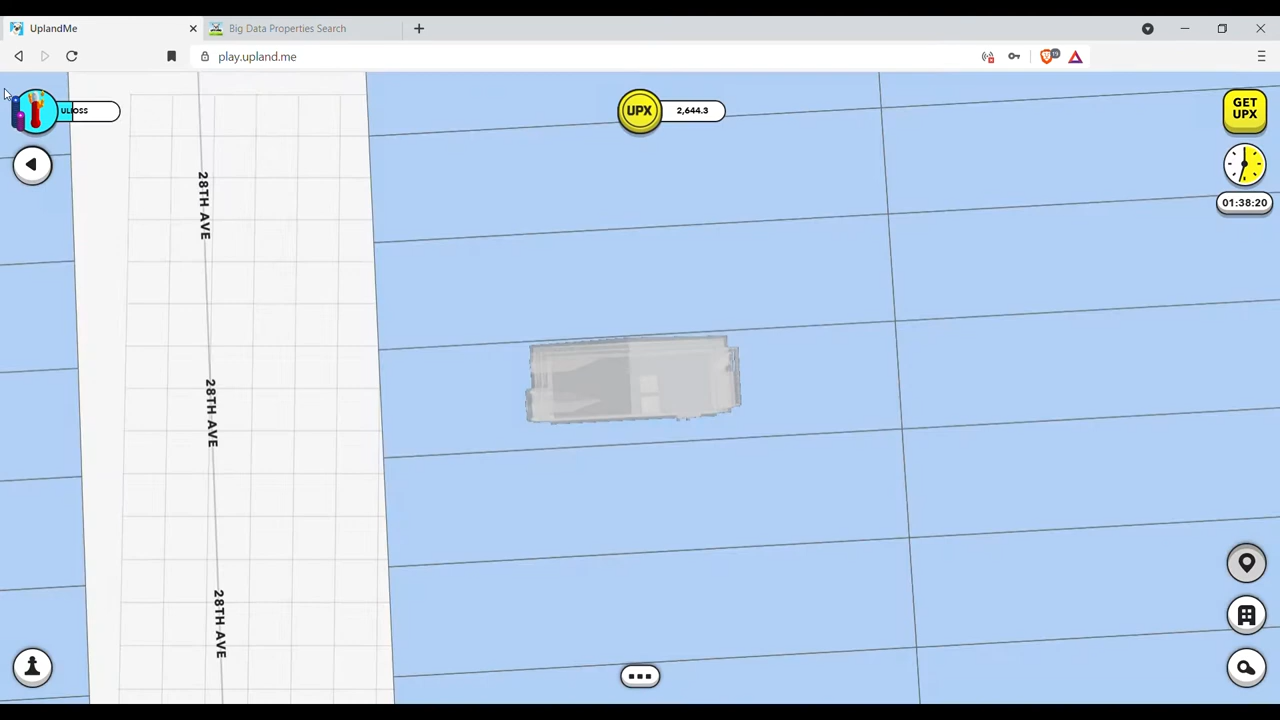 UplandMe
Big Data Properties Search
play.upland.me
19
UPX
2,644.3
GET
UPX
01:38:20
28TH AVE
28TH AVE
28TH AVE